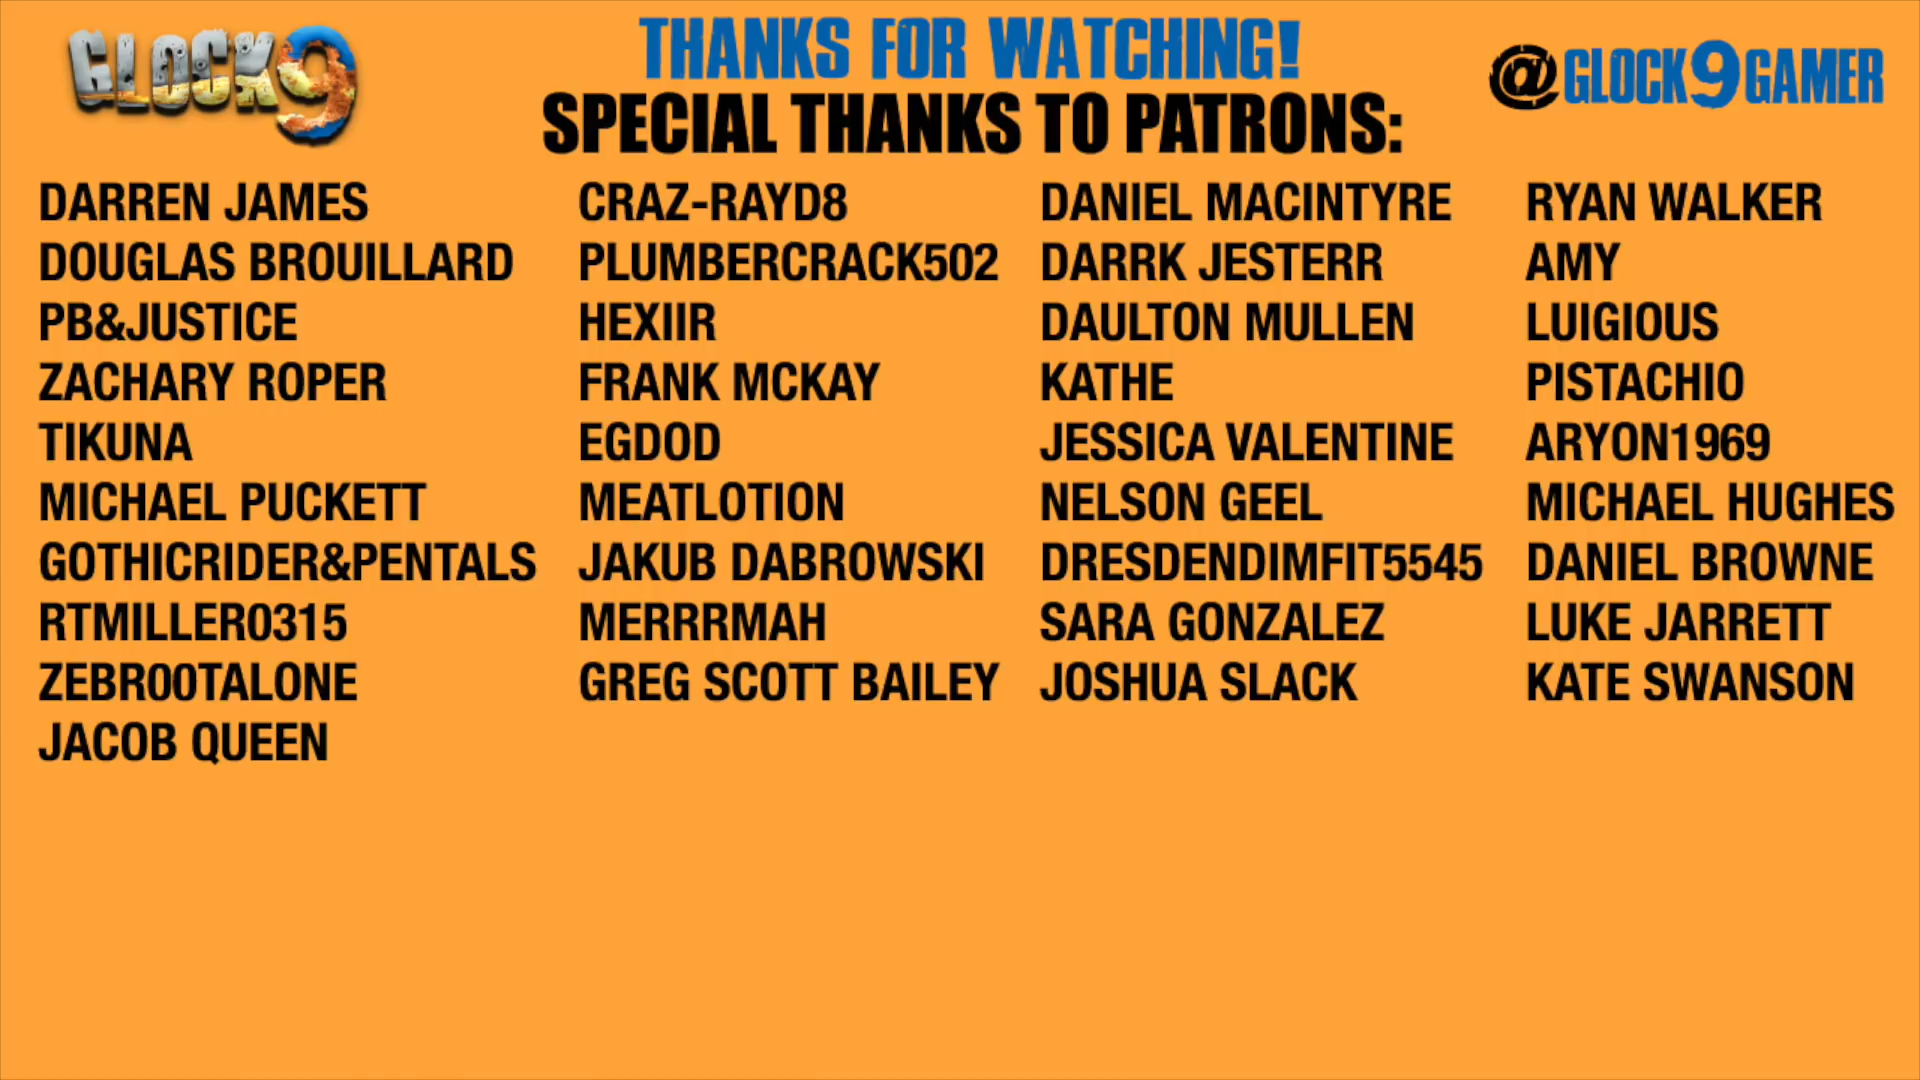 GLOCK9
THANKS FOR WATCHING!
@GLOCK9GAMER
SPECIAL THANKS TO PATRONS:
DARREN JAMES
DOUGLAS BROUILLARD
PB&JUSTICE
ZACHARY ROPER
TIKUNA
MICHAEL PUCKETT
GOTHICRIDER&PENTALS
RTMILLER0315
ZEBR00TALONE
JACOB QUEEN
CRAZ-RAYD8
PLUMBERCRACK502
HEXIIR
FRANK MCKAY
EGDOD
MEATLOTION
JAKUB DABROWSKI
MERRRMAH
GREG SCOTT BAILEY
DANIEL MACINTYRE
DARRK JESTERR
DAULTON MULLEN
KATHE
JESSICA VALENTINE
NELSON GEEL
DRESDENDIMFIT5545
SARA GONZALEZ
JOSHUA SLACK
RYAN WALKER
AMY
LUIGIOUS
PISTACHIO
ARYON1969
MICHAEL HUGHES
DANIEL BROWNE
LUKE JARRETT
KATE SWANSON